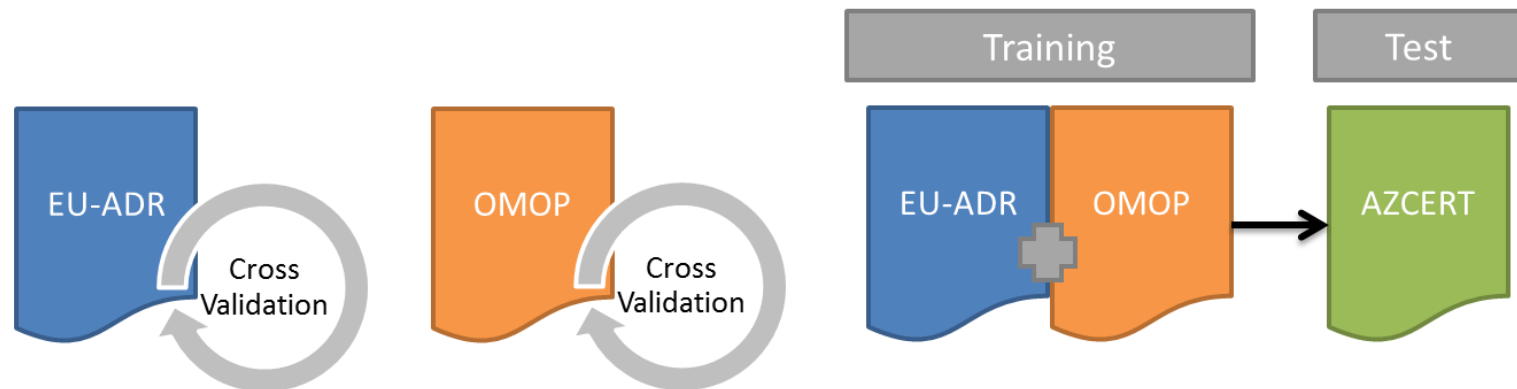 Training
Test
EU-ADR
OMOP
EU-ADR
OMOP
AZCERT
Cross
Validation
Cross
Validation